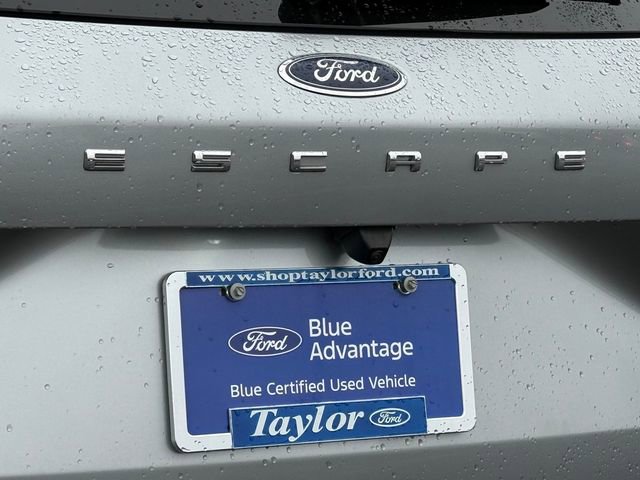 Ford
ESCAPE
www.shoptaylorford.com
Ford Blue
Advantage
Blue Certified Used Vehicle
Taylor Ford